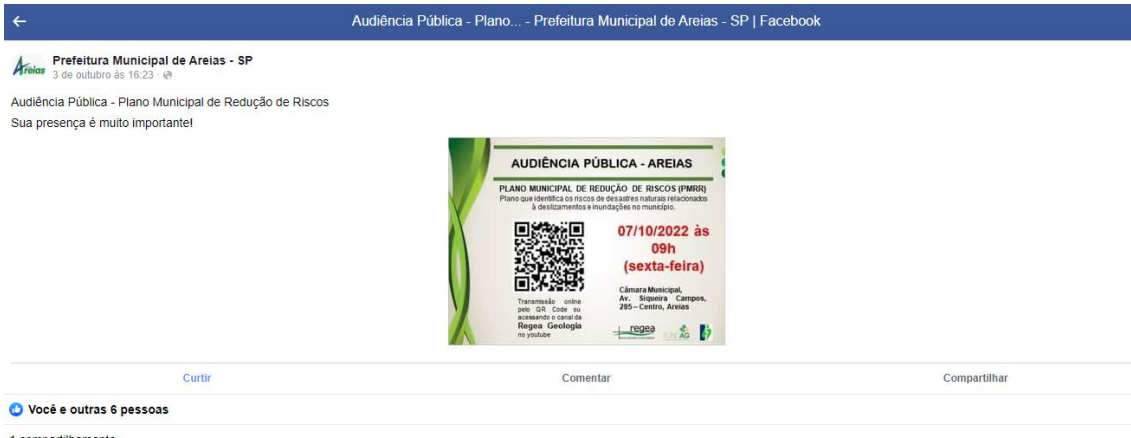 Audiência Pública - Plano... - Prefeitura Municipal de Areias - SP | Facebook
Areias
Prefeitura Municipal de Areias - SP
3 de outubro às 16:23 ·
Audiência Pública - Plano Municipal de Redução de Riscos
Sua presença é muito importante!
AUDIÊNCIA PÚBLICA - AREIAS
PLANO MUNICIPAL DE REDUÇÃO DE RISCOS (PMRR)
Plano que identifica os riscos de desastres naturais relacionados
à deslizamentos e inundações no município.
07/10/2022 às
09h
(sexta-feira)
Câmara Municipal,
Av. Siqueira Campos,
285 – Centro, Areias
Transmissão online
pelo QR Code ou
acessando o canal da
Regea Geologia
no youtube
regea
Curtir
Comentar
Compartilhar
Você e outras 6 pessoas
1 compartilhamento